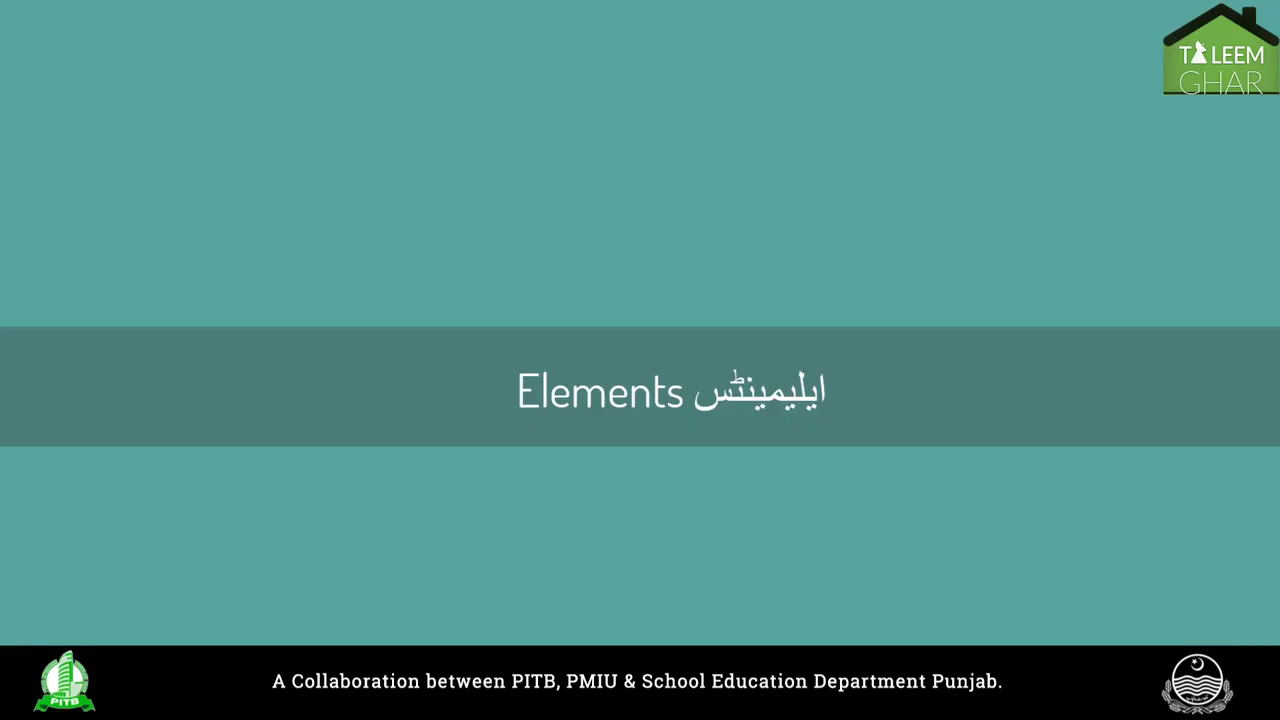 TALEEM
GHAR
Elements ایلیمینٹس
A Collaboration between PITB, PMIU & School Education Department Punjab.
PITB